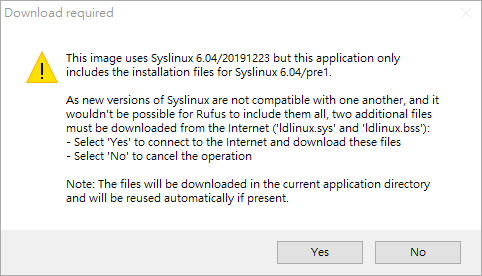 Download required
This image uses Syslinux 6.04/20191223 but this application only
includes the installation files for Syslinux 6.04/pre1.
As new versions of Syslinux are not compatible with one another, and it
wouldn't be possible for Rufus to include them all, two additional files
must be downloaded from the Internet ('ldlinux.sys' and 'ldlinux.bss'):
- Select 'Yes' to connect to the Internet and download these files
- Select 'No' to cancel the operation
Note: The files will be downloaded in the current application directory
and will be reused automatically if present.
Yes
No